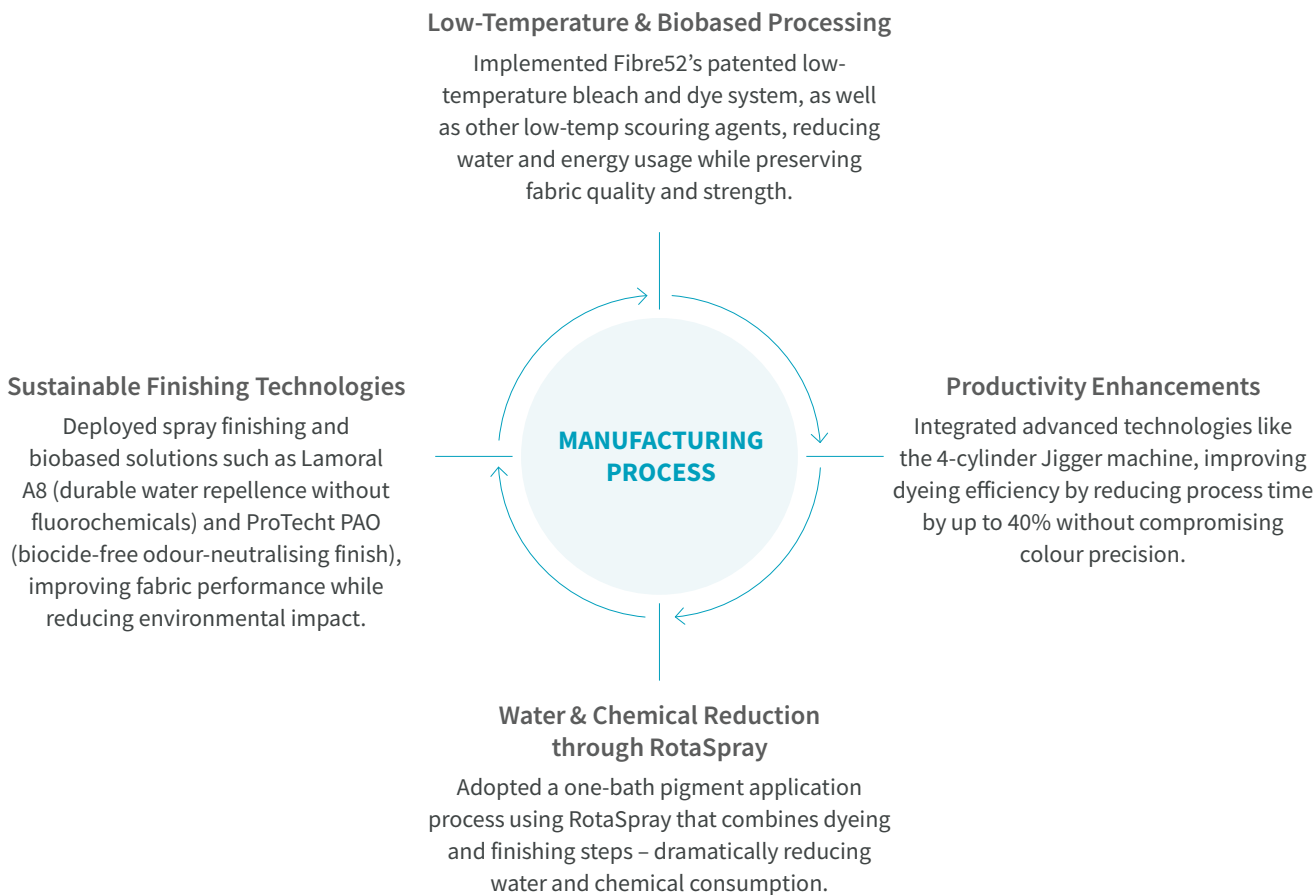 Low-Temperature & Biobased Processing
Implemented Fibre52’s patented low-
temperature bleach and dye system, as well
as other low-temp scouring agents, reducing
water and energy usage while preserving
fabric quality and strength.
Sustainable Finishing Technologies
Deployed spray finishing and
biobased solutions such as Lamoral
A8 (durable water repellence without
fluorochemicals) and ProTecht PAO
(biocide-free odour-neutralising finish),
improving fabric performance while
reducing environmental impact.
MANUFACTURING
PROCESS
Productivity Enhancements
Integrated advanced technologies like
the 4-cylinder Jigger machine, improving
dyeing efficiency by reducing process time
by up to 40% without compromising
colour precision.
Water & Chemical Reduction
through RotaSpray
Adopted a one-bath pigment application
process using RotaSpray that combines dyeing
and finishing steps – dramatically reducing
water and chemical consumption.